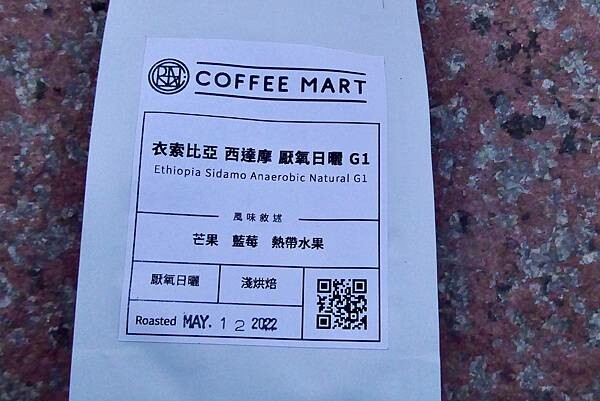 COFFEE MART
衣索比亞 西達摩 厭氧日曬 G1
Ethiopia Sidamo Anaerobic Natural G1
風味敘述
芒果 藍莓 熱帶水果
厭氧日曬 淺烘焙
Roasted MAY. 12 2022